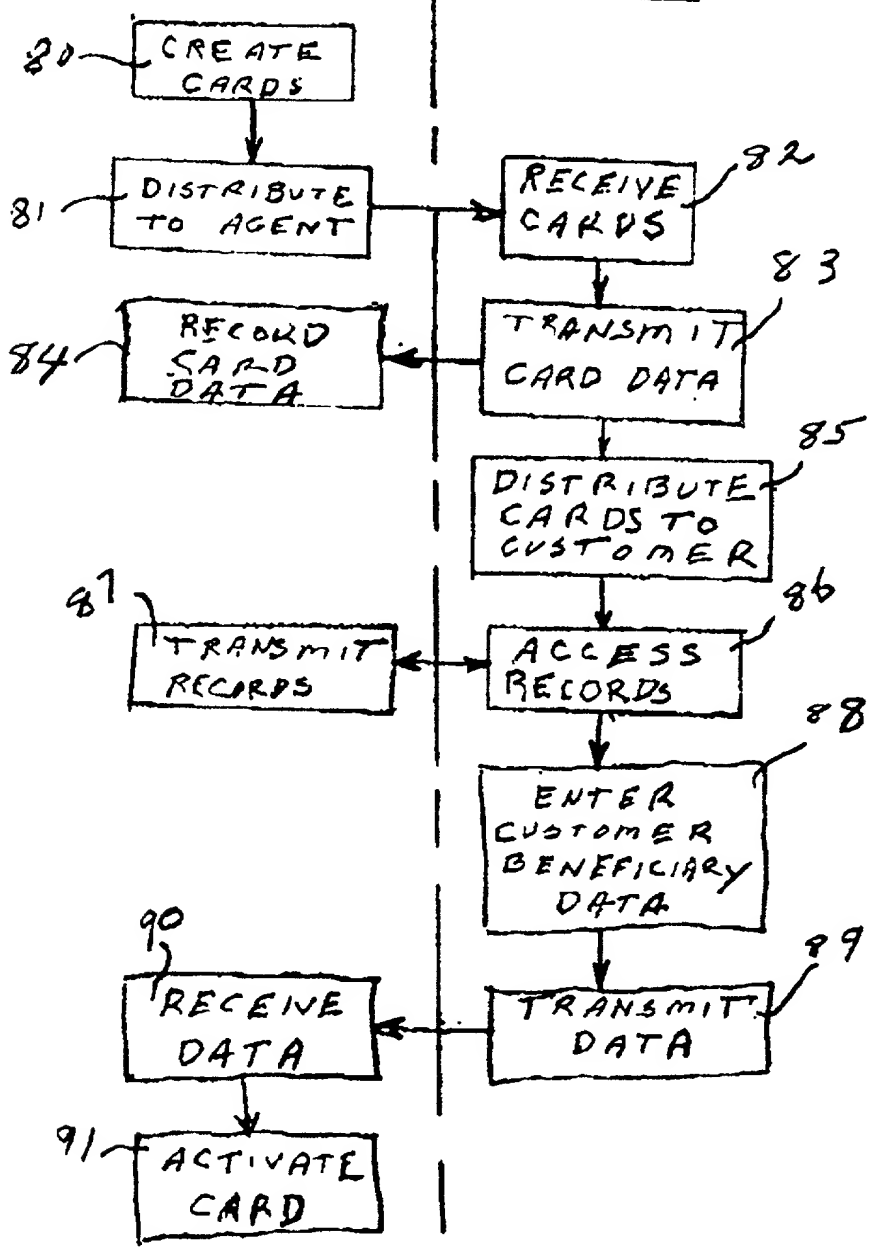 80
CREATE
CARDS
81
DISTRIBUTE
TO AGENT
82
RECEIVE
CARDS
83
TRANSMIT
CARD DATA
84
RECORD
CARD
DATA
85
DISTRIBUTE
CARDS TO
CUSTOMER
86
ACCESS
RECORDS
87
TRANSMIT
RECORDS
88
ENTER
CUSTOMER
BENEFICIARY
DATA
89
TRANSMIT
DATA
90
RECEIVE
DATA
91
ACTIVATE
CARD